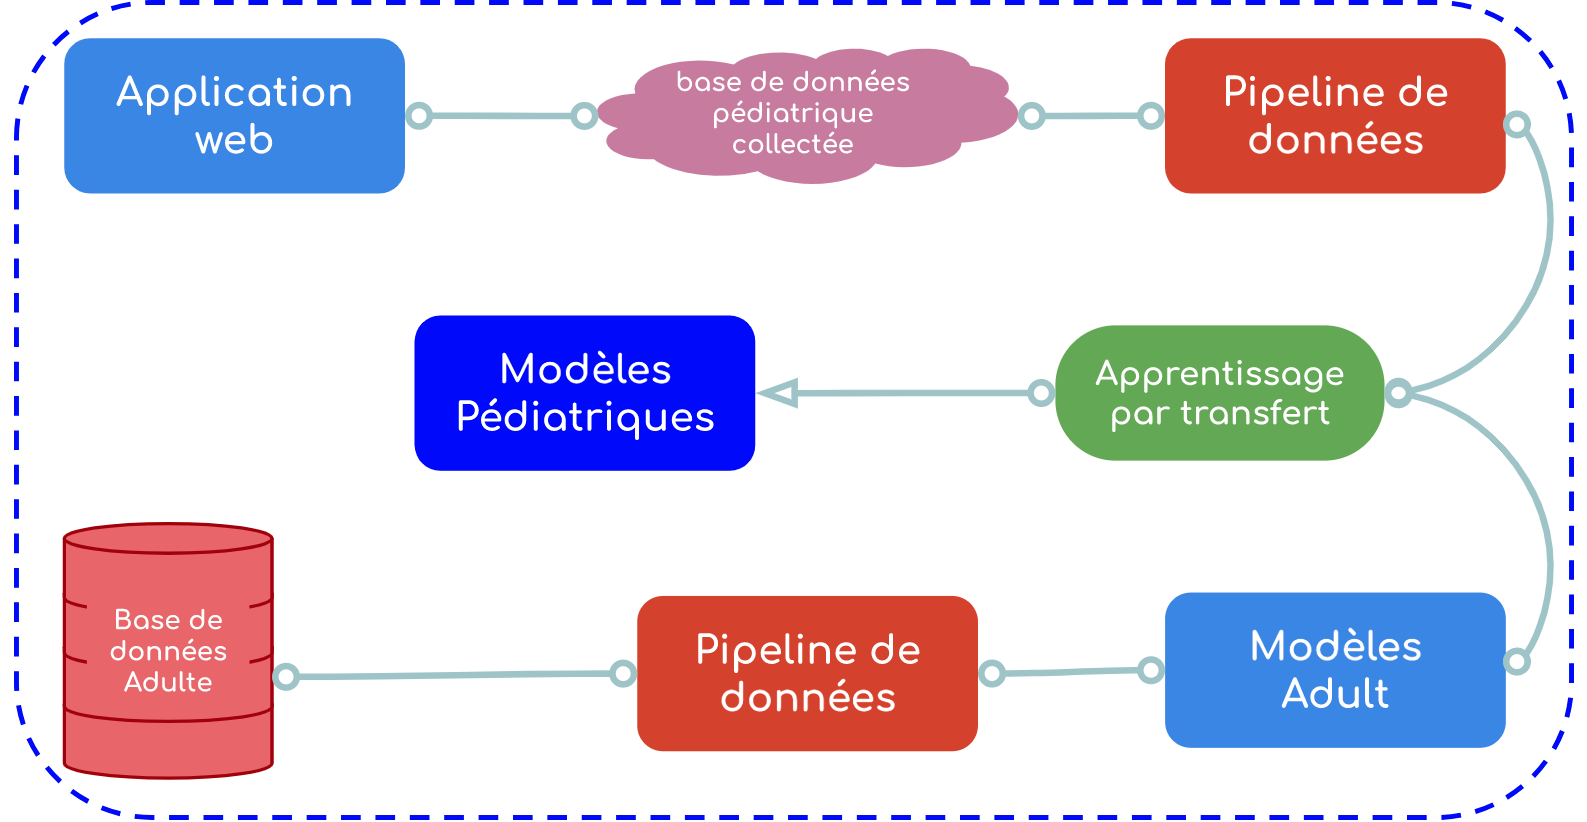 Application
web
base de données
pédiatrique
collectée
Pipeline de
données
Modèles
Pédiatriques
Apprentissage
par transfert
Base de
données
Adulte
Pipeline de
données
Modèles
Adult